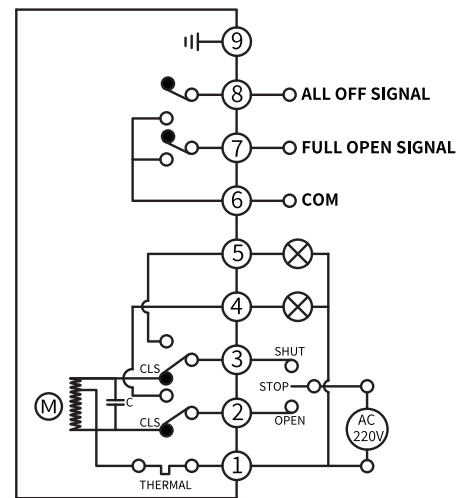 9
8 ALL OFF SIGNAL
7 FULL OPEN SIGNAL
6 COM
5
4
3 SHUT
CLS
STOP
M C
AC
220V
CLS 2 OPEN
1
THERMAL